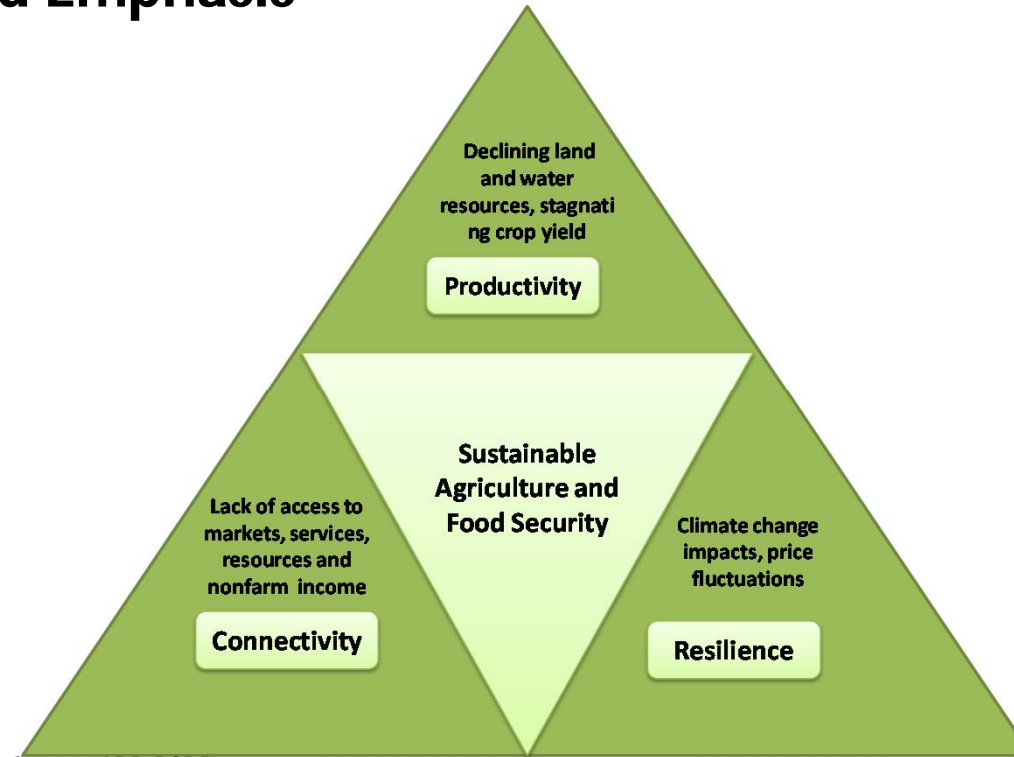 d Emphasis
Declining land
and water
resources, stagnati
ng crop yield
Productivity
Sustainable
Agriculture and
Food Security
Lack of access to
markets, services,
resources and
nonfarm income
Connectivity
Climate change
impacts, price
fluctuations
Resilience